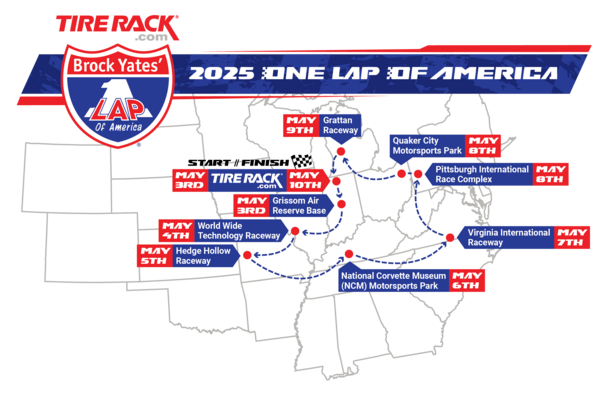 TIRE RACK
.com
Brock Yates'
1
LAP
Of America
2025 ONE LAP OF AMERICA
MAY
9TH
Grattan
Raceway
Quaker City
Motorsports Park
MAY
8TH
START // FINISH
MAY
3RD
TIRE RACK
.com
MAY
10TH
Pittsburgh International
Race Complex
MAY
8TH
MAY
3RD
Grissom Air
Reserve Base
MAY
4TH
World Wide
Technology Raceway
Virginia International
Raceway
MAY
7TH
MAY
5TH
Hedge Hollow
Raceway
National Corvette Museum
(NCM) Motorsports Park
MAY
6TH